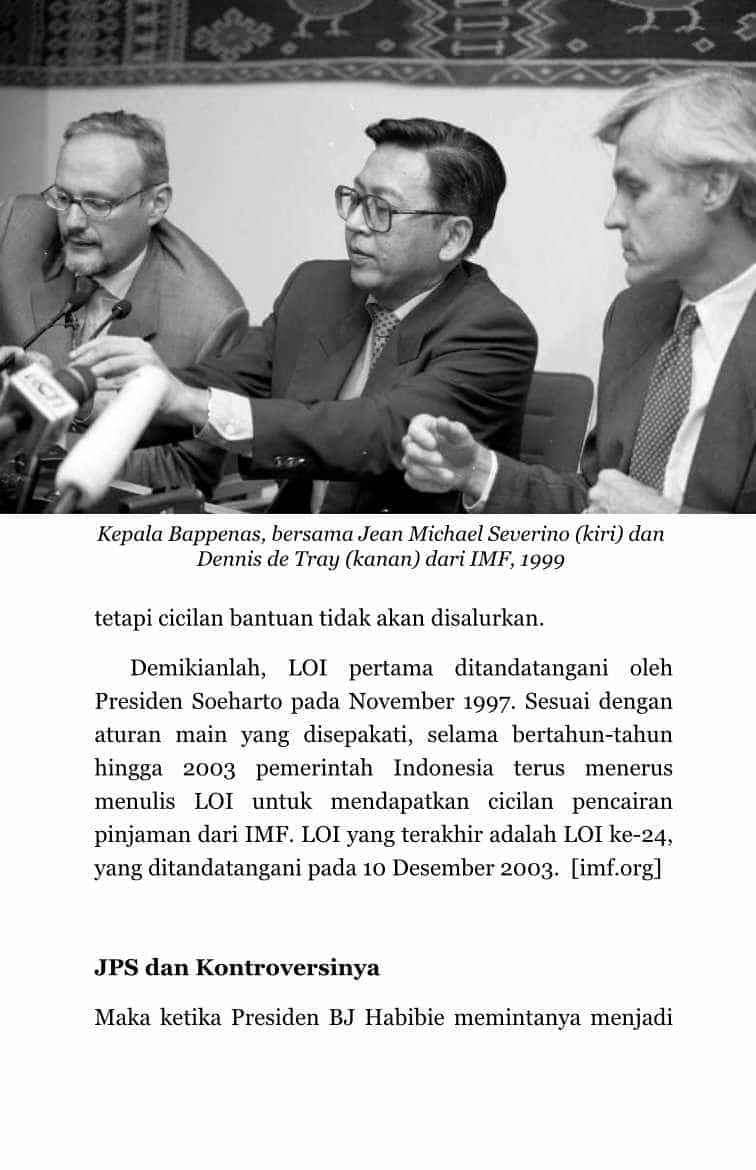 Kepala Bappenas, bersama Jean Michael Severino (kiri) dan
Dennis de Tray (kanan) dari IMF, 1999
tetapi cicilan bantuan tidak akan disalurkan.
Demikianlah, LOI pertama ditandatangani oleh
Presiden Soeharto pada November 1997. Sesuai dengan
aturan main yang disepakati, selama bertahun-tahun
hingga 2003 pemerintah Indonesia terus menerus
menulis LOI untuk mendapatkan cicilan pencairan
pinjaman dari IMF. LOI yang terakhir adalah LOI ke-24,
yang ditandatangani pada 10 Desember 2003. [imf.org]
JPS dan Kontroversinya
Maka ketika Presiden BJ Habibie memintanya menjadi